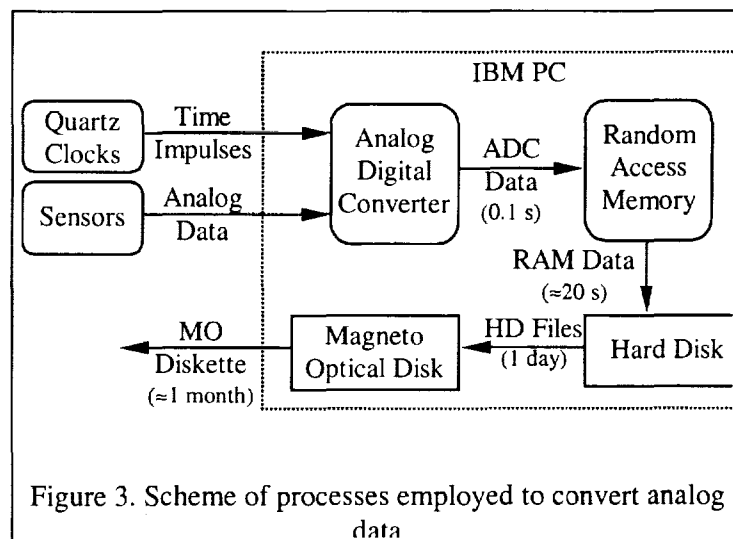 IBM PC
Quartz
Clocks
Time
Impulses
Analog
Digital
Converter
ADC
Data
(0.1 s)
Random
Access
Memory
Sensors
Analog
Data
RAM Data
(≈20 s)
MO
Diskette
(≈1 month)
Magneto
Optical Disk
HD Files
(1 day)
Hard Disk
Figure 3. Scheme of processes employed to convert analog
data